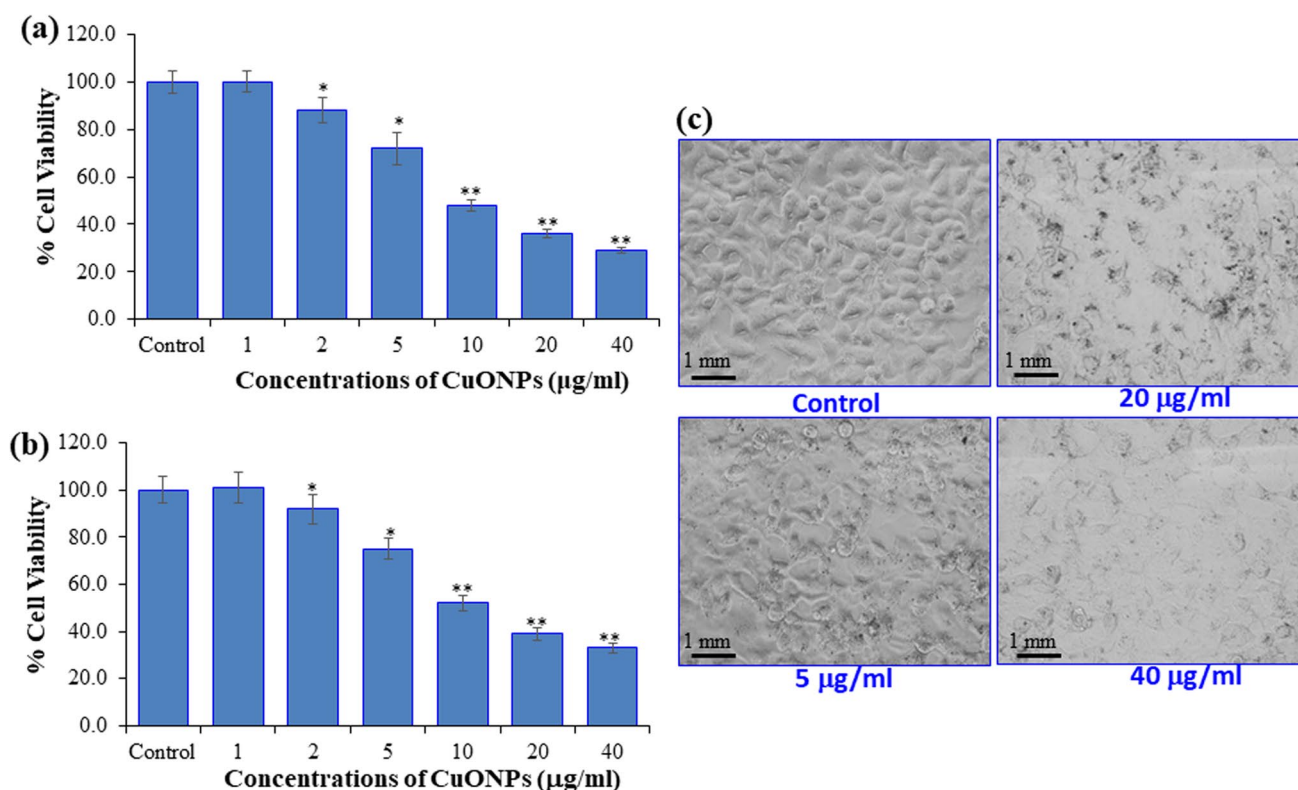 (a)
120.0
100.0
80.0
60.0
40.0
20.0
0.0
% Cell Viability
*
*
**
**
**
Control 1 2 5 10 20 40
Concentrations of CuONPs (μg/ml)
(b)
120.0
100.0
80.0
60.0
40.0
20.0
0.0
% Cell Viability
*
*
**
**
**
Control 1 2 5 10 20 40
Concentrations of CuONPs (μg/ml)
(c)
1 mm
Control
1 mm
20 μg/ml
1 mm
5 μg/ml
1 mm
40 μg/ml